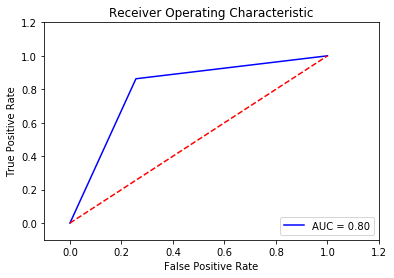 Receiver Operating Characteristic
1.2
1.0
0.8
0.6
0.4
0.2
0.0
True Positive Rate
AUC = 0.80
0.0 0.2 0.4 0.6 0.8 1.0 1.2
False Positive Rate